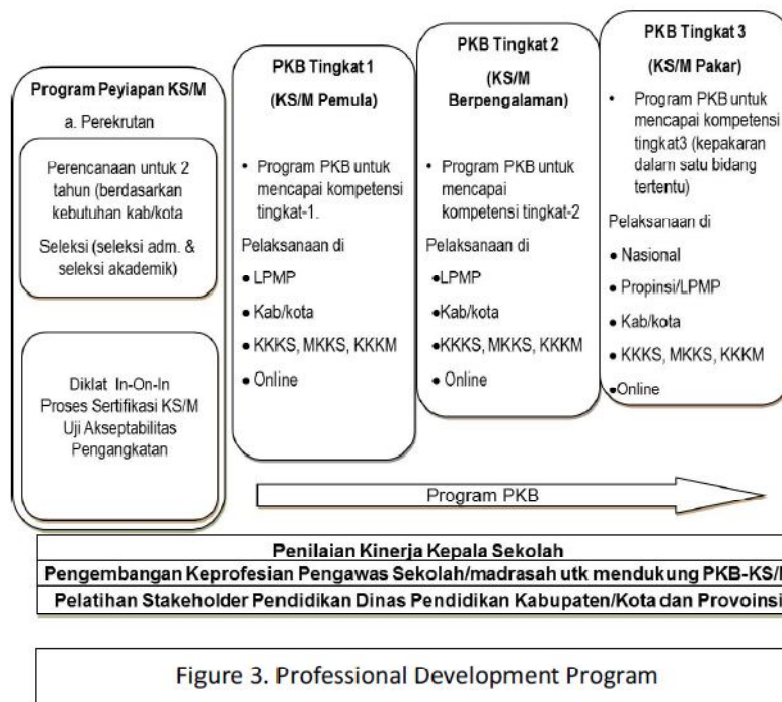 Program Peyiapan KS/M
a. Perekrutan
Perencanaan untuk 2
tahun (berdasarkan
kebutuhan kab/kota
Seleksi (seleksi adm. &
seleksi akademik)
Diklat In-On-In
Proses Sertifikasi KS/M
Uji Akseptabilitas
Pengangkatan
PKB Tingkat 1
(KS/M Pemula)
• Program PKB untuk
mencapai kompetensi
tingkat-1.
Pelaksanaan di
• LPMP
• Kab/kota
• KKKS, MKKS, KKKM
• Online
PKB Tingkat 2
(KS/M
Berpengalaman)
• Program PKB untuk
mencapai
kompetensi tingkat-2
Pelaksanaan di
•LPMP
•Kab/kota
•KKKS, MKKS, KKKM
• Online
PKB Tingkat 3
(KS/M Pakar)
• Program PKB untuk
mencapai kompetensi
tingkat3 (kepakaran
dalam satu bidang
tertentu)
Pelaksanaan di
• Nasional
• Propinsi/LPMP
• Kab/kota
• KKKS, MKKS, KKKM
•Online
Program PKB
Penilaian Kinerja Kepala Sekolah
Pengembangan Keprofesian Pengawas Sekolah/madrasah utk mendukung PKB-KS/
Pelatihan Stakeholder Pendidikan Dinas Pendidikan Kabupaten/Kota dan Provoinsi
Figure 3. Professional Development Program